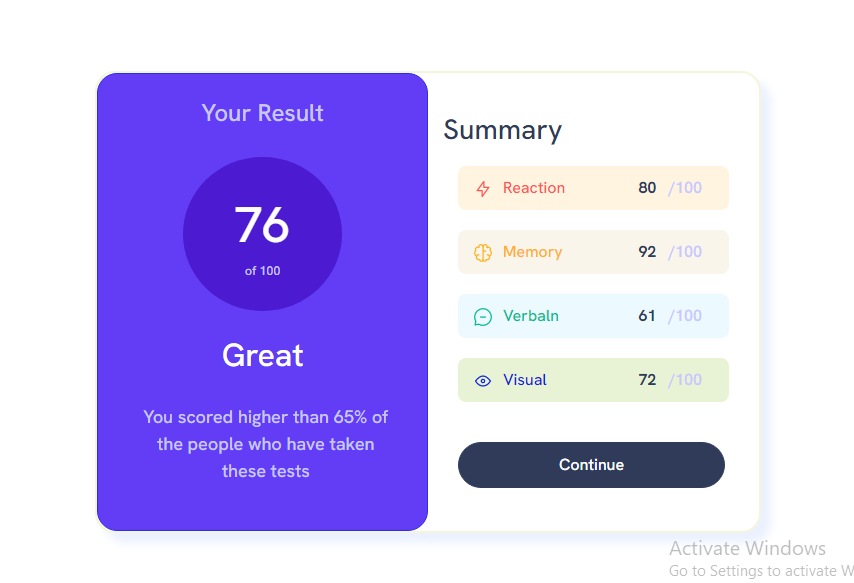 Your Result
76
of 100
Great
You scored higher than 65% of
the people who have taken
these tests
Summary
Reaction 80 /100
Memory 92 /100
Verbaln 61 /100
Visual 72 /100
Continue
Activate Windows
Go to Settings to activate W